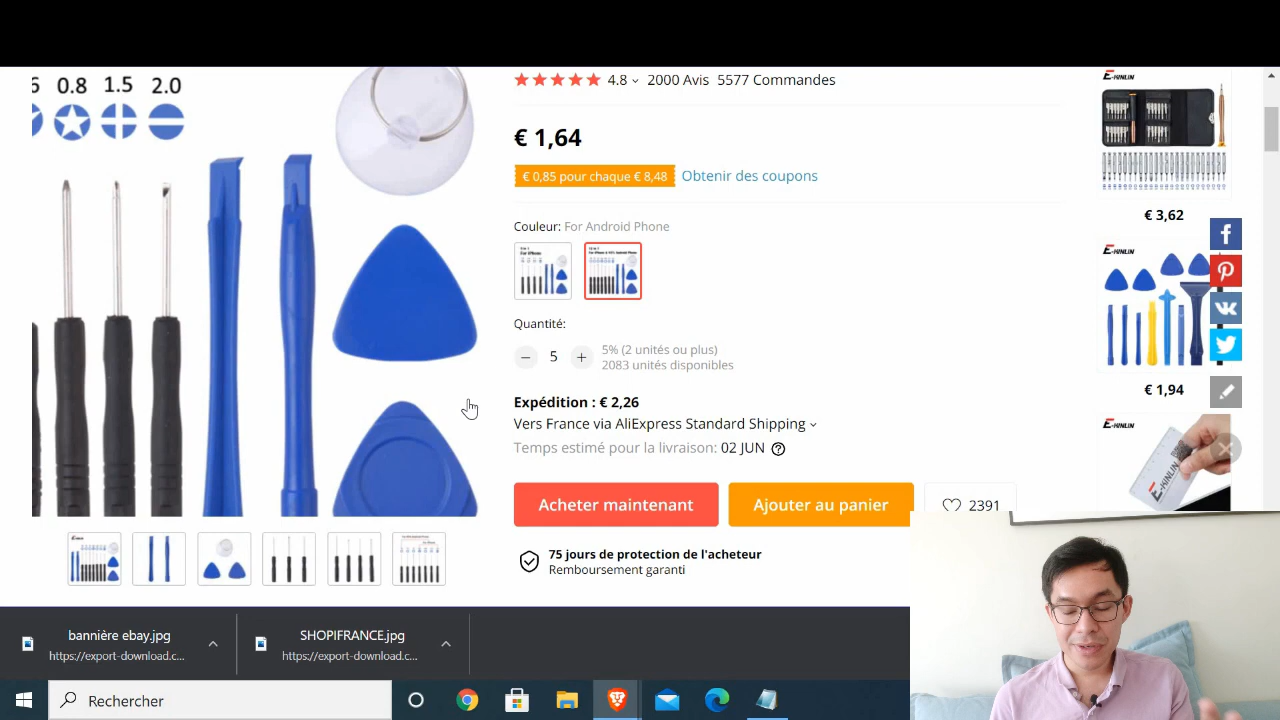 0.8 1.5 2.0
4.8 2000 Avis 5577 Commandes
€ 1,64
€ 0,85 pour chaque € 8,48 Obtenir des coupons
Couleur: For Android Phone
Quantité:
5
5% (2 unités ou plus)
2083 unités disponibles
Expédition : € 2,26
Vers France via AliExpress Standard Shipping
Temps estimé pour la livraison: 02 JUN
Acheter maintenant
Ajouter au panier
2391
75 jours de protection de l'acheteur
Remboursement garanti
E-KINLIN
€ 3,62
E-KINLIN
€ 1,94
E-KINLIN
E-KINLIN
bannière ebay.jpg
https://export-download.c...
SHOPIFRANCE.jpg
https://export-download.c...
Rechercher